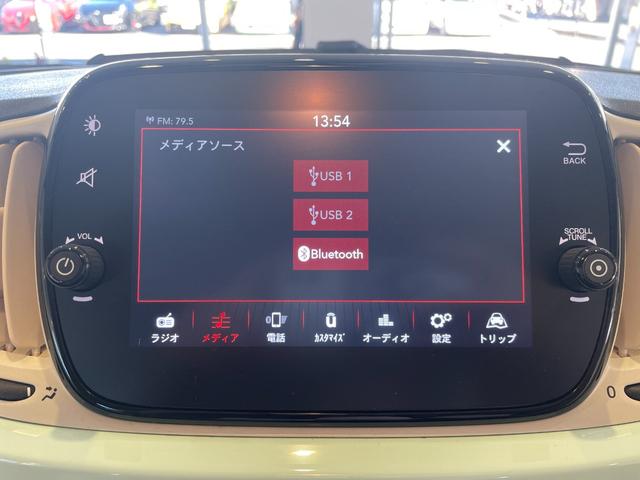 FM: 79.5
13:54
メディアソース
BACK
USB 1
USB 2
Bluetooth
VOL
SCROLL
TUNE
ラジオ
メディア
電話
カスタマイズ
オーディオ
設定
トリップ
0